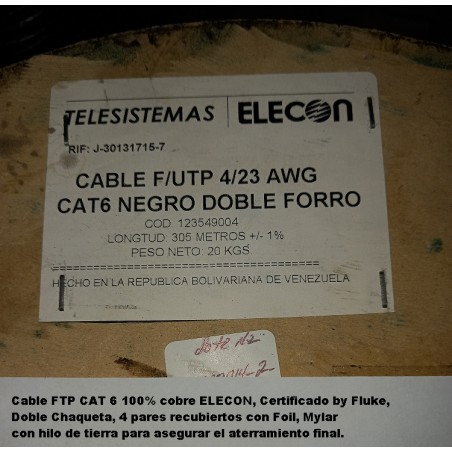 TELESISTEMAS ELECON
RIF: J-30131715-7
CABLE F/UTP 4/23 AWG
CAT6 NEGRO DOBLE FORRO
COD. 123549004
LONGTUD: 305 METROS +/- 1%
PESO NETO: 20 KGS
HECHO EN LA REPUBLICA BOLIVARIANA DE VENEZUELA
Cable FTP CAT 6 100% cobre ELECON, Certificado by Fluke,
Doble Chaqueta, 4 pares recubiertos con Foil, Mylar
con hilo de tierra para asegurar el aterramiento final.